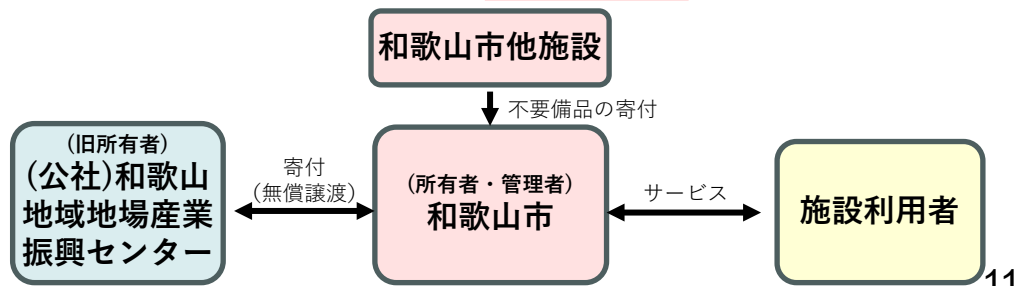 和歌山市他施設
不要備品の寄付
(旧所有者)
(公社)和歌山
地域地場産業
振興センター
寄付
(無償譲渡)
(所有者・管理者)
和歌山市
サービス
施設利用者
11